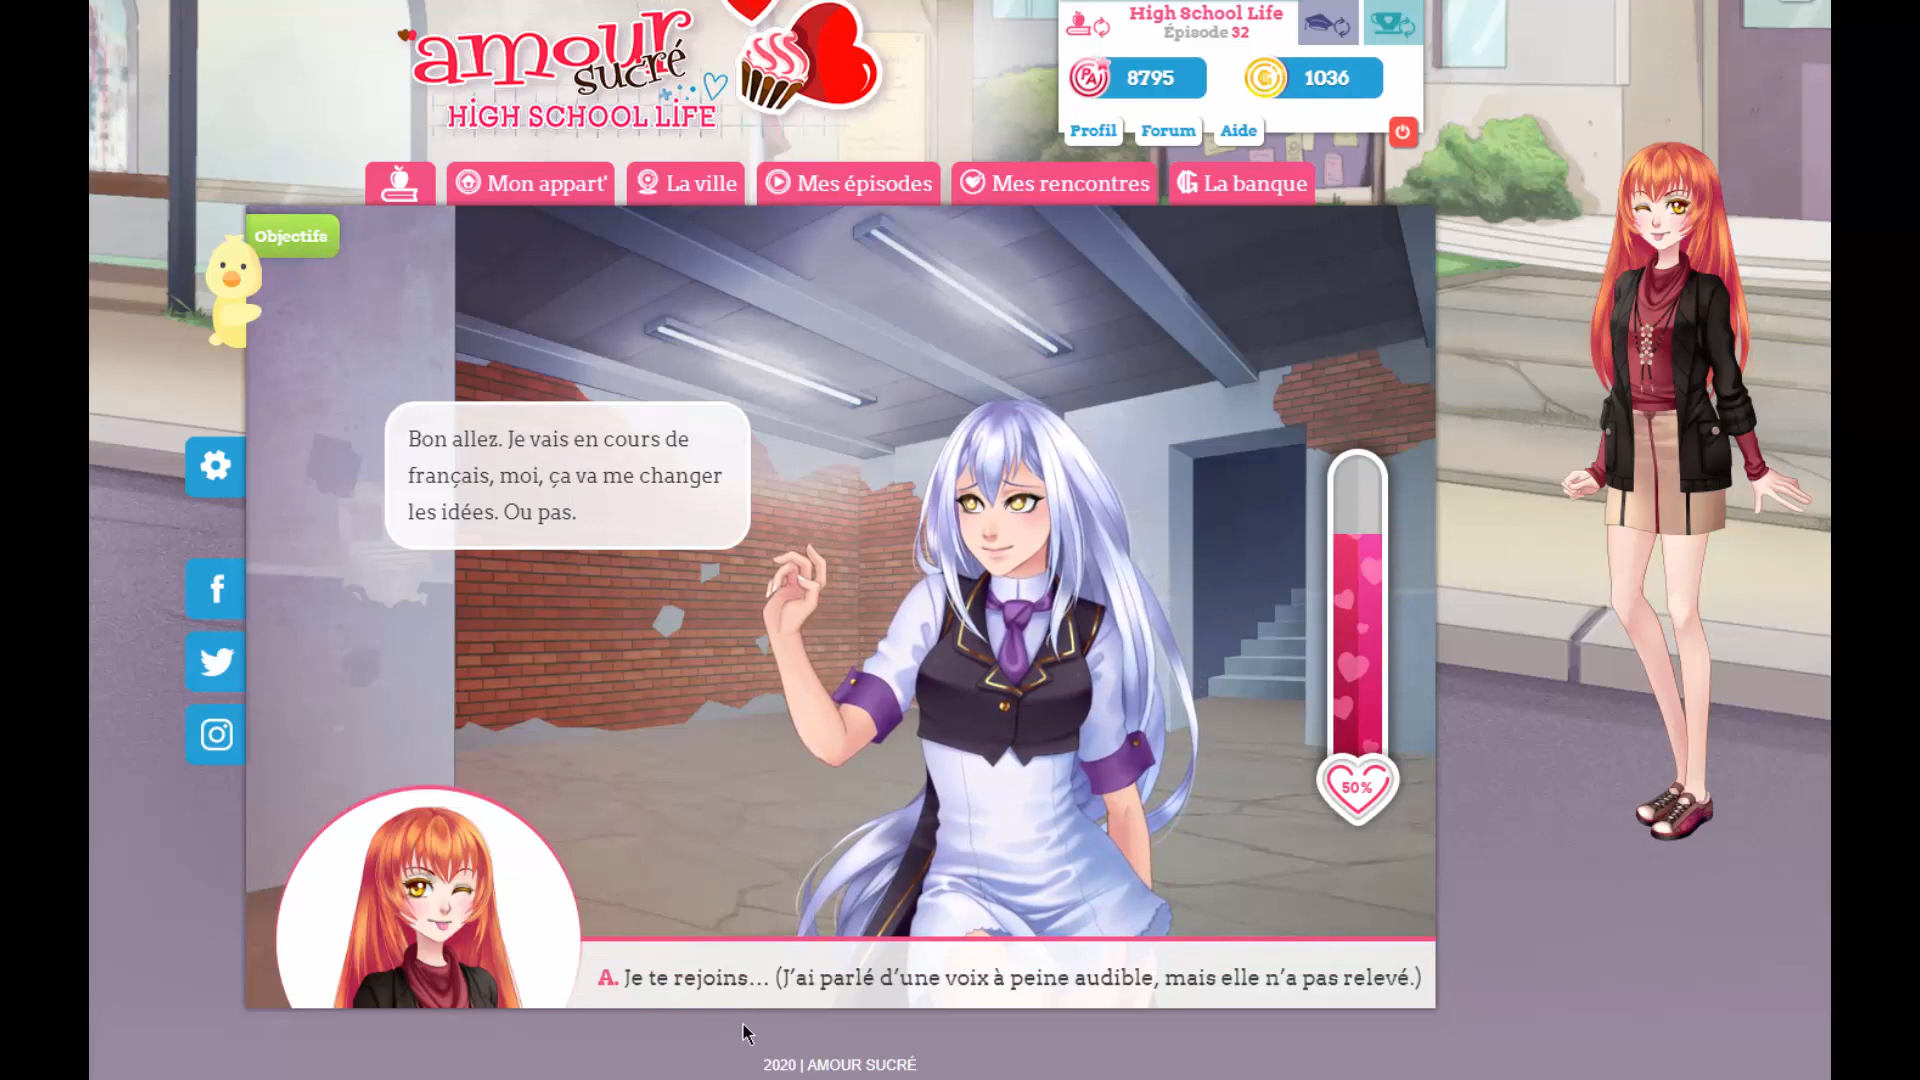 amour
sucré
HIGH SCHOOL LIFE
High School Life
Épisode 32
PA
8795
1036
Profil
Forum
Aide
Mon appart'
La ville
Mes épisodes
Mes rencontres
La banque
Objectifs
Bon allez. Je vais en cours de
français, moi, ça va me changer
les idées. Ou pas.
50%
A. Je te rejoins... (J'ai parlé d'une voix à peine audible, mais elle n'a pas relevé.)
2020 | AMOUR SUCRÉ